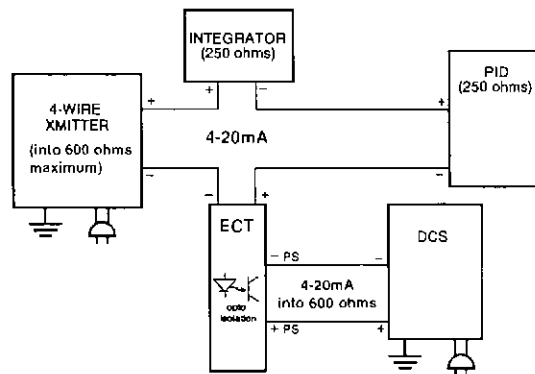 INTEGRATOR
(250 ohms)
+ −
4-WIRE
XMITTER
(into 600 ohms
maximum)
+
−
4-20mA
+
−
PID
(250 ohms)
− +
ECT
opto
isolation
− PS
+ PS
4-20mA
into 600 ohms
−
+
DCS